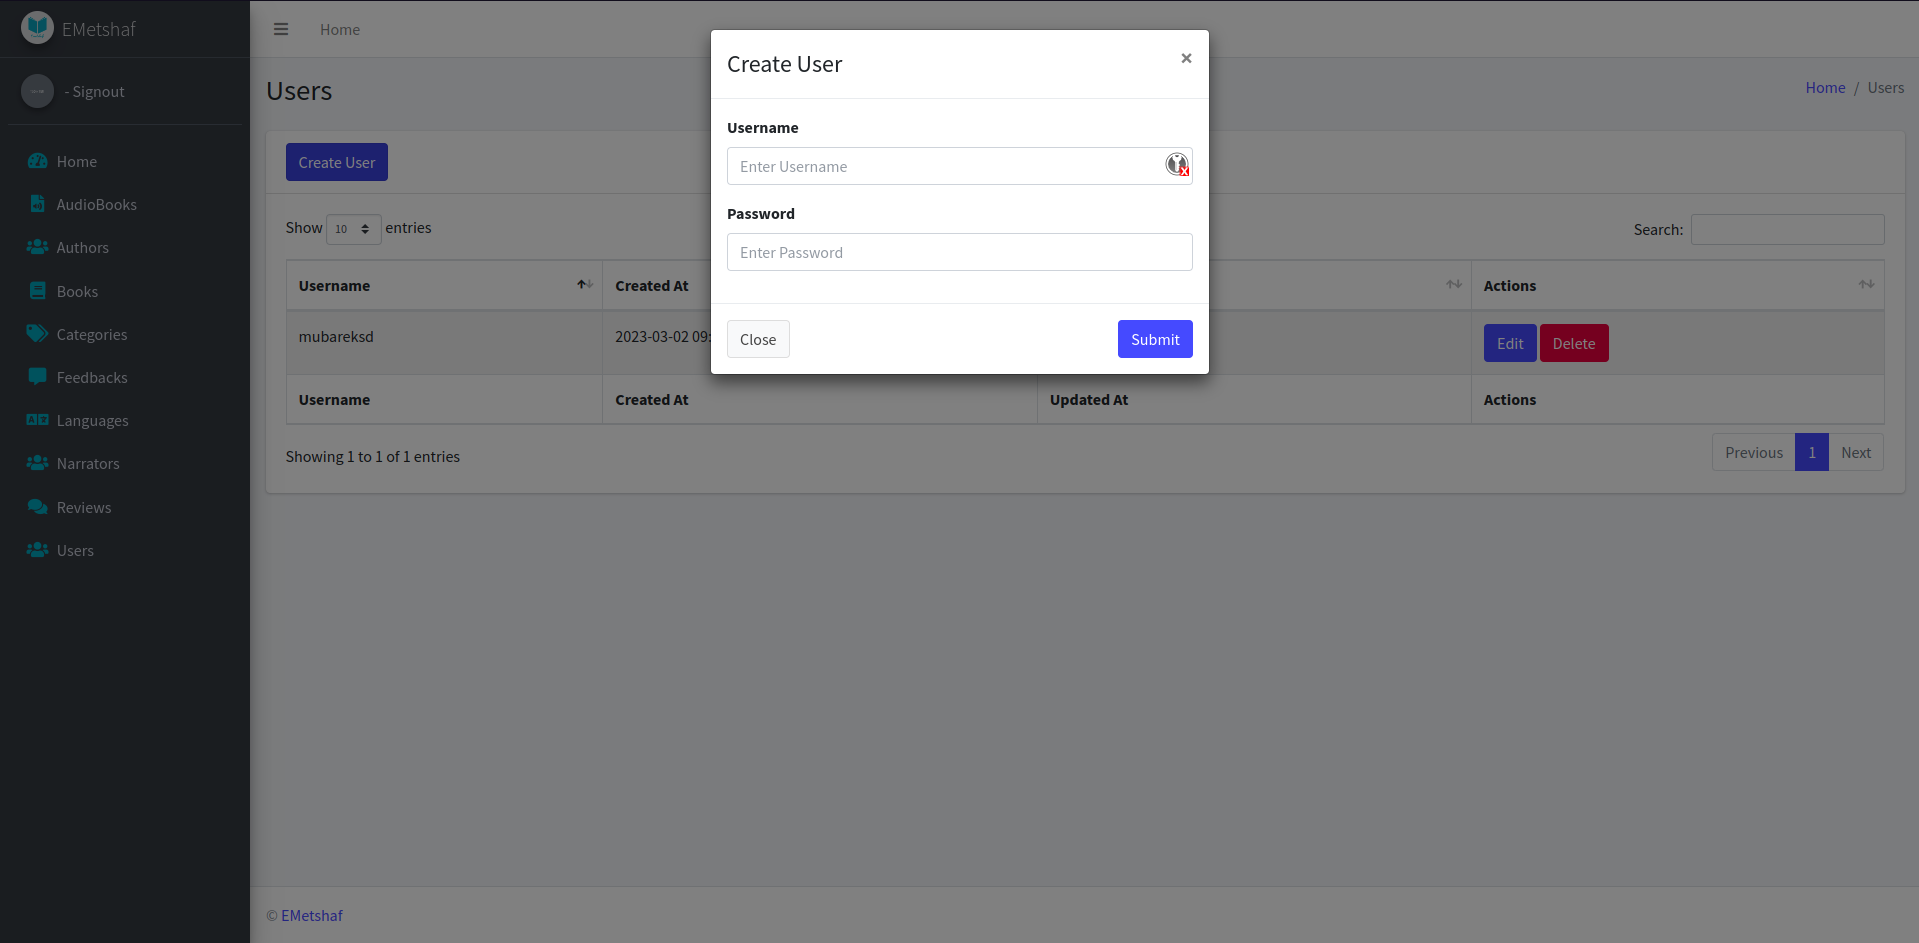 EMetshaf
- Signout
Home
AudioBooks
Authors
Books
Categories
Feedbacks
Languages
Narrators
Reviews
Users
Home
Users
Home / Users
Create User
Show 10 entries
Search:
Username Created At Actions
mubareksd 2023-03-02 09: Edit Delete
Username Created At Updated At Actions
Showing 1 to 1 of 1 entries
Previous 1 Next
© EMetshaf
Create User ×
Username
Enter Username
Password
Enter Password
Close Submit